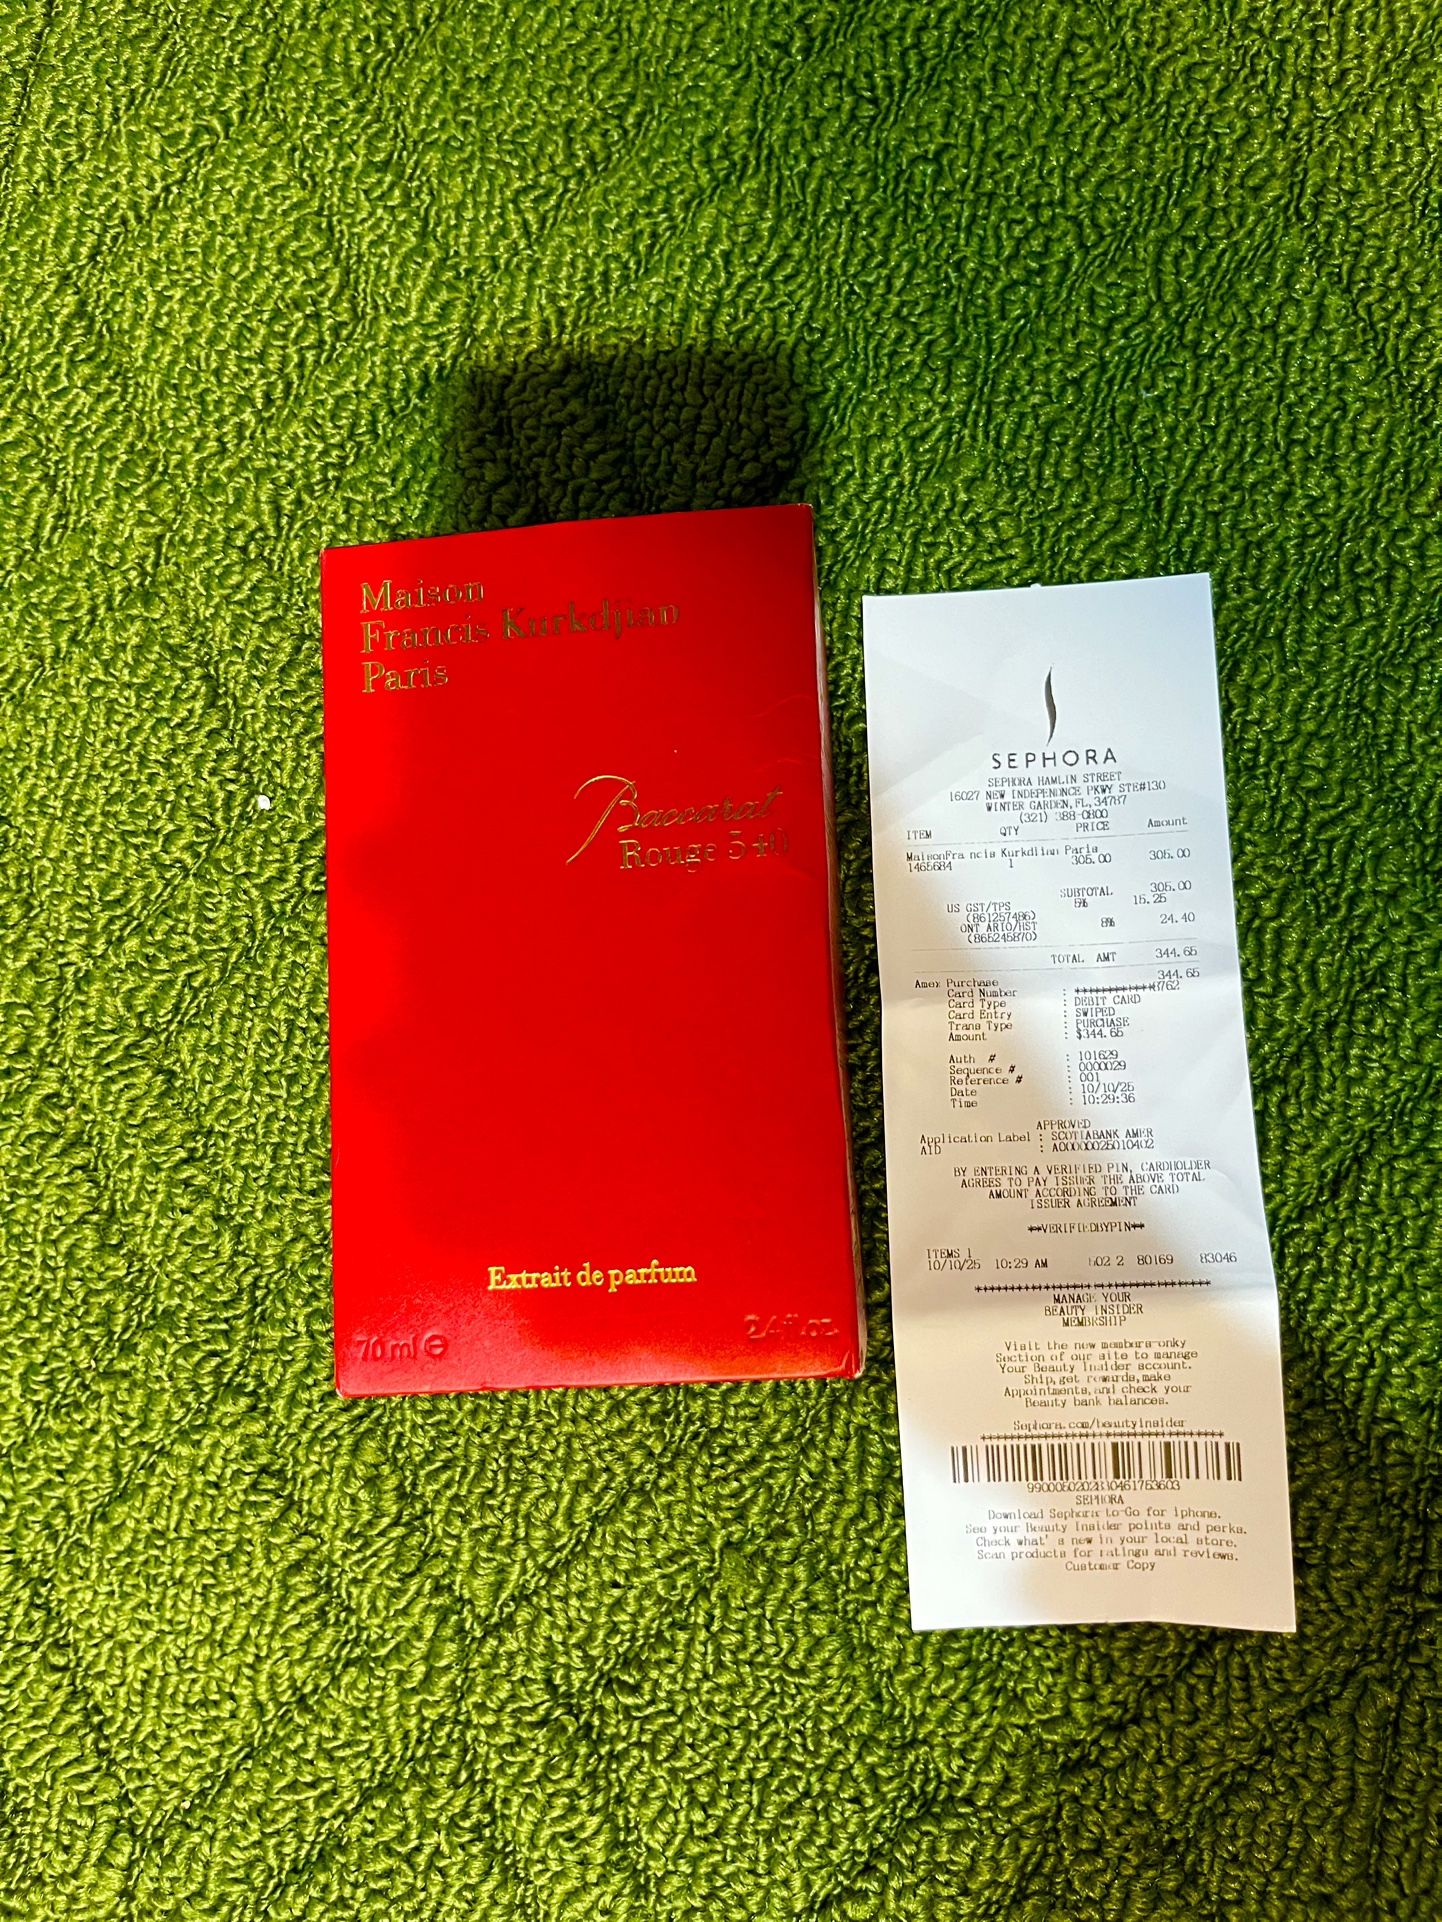 Maison
Francis Kurkdjian
Paris
Baccarat
Rouge 540
Extrait de parfum
70 ml e
2.4 fl.oz.
SEPHORA
SEPHORA HAMLIN STREET
16027 NEW INDEPENDNCE PKWY STE#130
WINTER GARDEN, FL, 34787
(321) 388-0800
ITEM QTY PRICE Amount
MaisonFra ncis Kurkdlian Paris
1465684 1 305.00 305.00
SUBTOTAL 305.00
US GST/TPS 5% 15.25
(861257486)
ONT ARIO/HST 8% 24.40
(865245870)
TOTAL AMT 344.65
344.65
Amex Purchase
Card Number : ************8762
Card Type : DEBIT CARD
Card Entry : SWIPED
Trans Type : PURCHASE
Amount : $344.65
Auth # : 101629
Sequence # : 0000029
Reference # : 001
Date : 10/10/25
Time : 10:29:36
APPROVED
Application Label : SCOTIABANK AMER
AID : A00000025010402
BY ENTERING A VERIFIED PIN, CARDHOLDER
AGREES TO PAY ISSUER THE ABOVE TOTAL
AMOUNT ACCORDING TO THE CARD
ISSUER AGREEMENT
**VERIFIEDBYPIN**
ITEMS 1
10/10/25 10:29 AM 502 2 80169 83046
MANAGE YOUR
BEAUTY INSIDER
MEMBRSHIP
Visit the new members-onky
Section of our site to manage
Your Beauty Insider account.
Ship, get rewards, make
Appointments, and check your
Beauty bank balances.
Sephora.com/beautyinsider
SEPHORA
Download Sephora to-Go for iphone.
See your Beauty Insider points and perks.
Check what's new in your local store.
Scan products for ratings and reviews.
Customer Copy